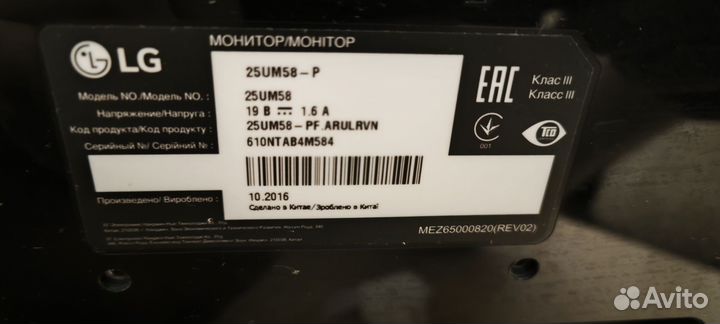 LG
МОНИТОР/МОНІТОР
25UM58-P
Модель NO./Модель NO.: 25UM58
Напряжение/Напруга: 19 В 1.6 А
Код продукта/Код продукту: 25UM58-PF.ARULRVN
Серийный №/Серійний №: 610NTAB4M584
Произведено/Вироблено: 10.2016
Сделано в Китае/Зроблено в Китаї
EAC
Клас III
Класс III
001
TCO
MEZ65000820(REV02)
Avito